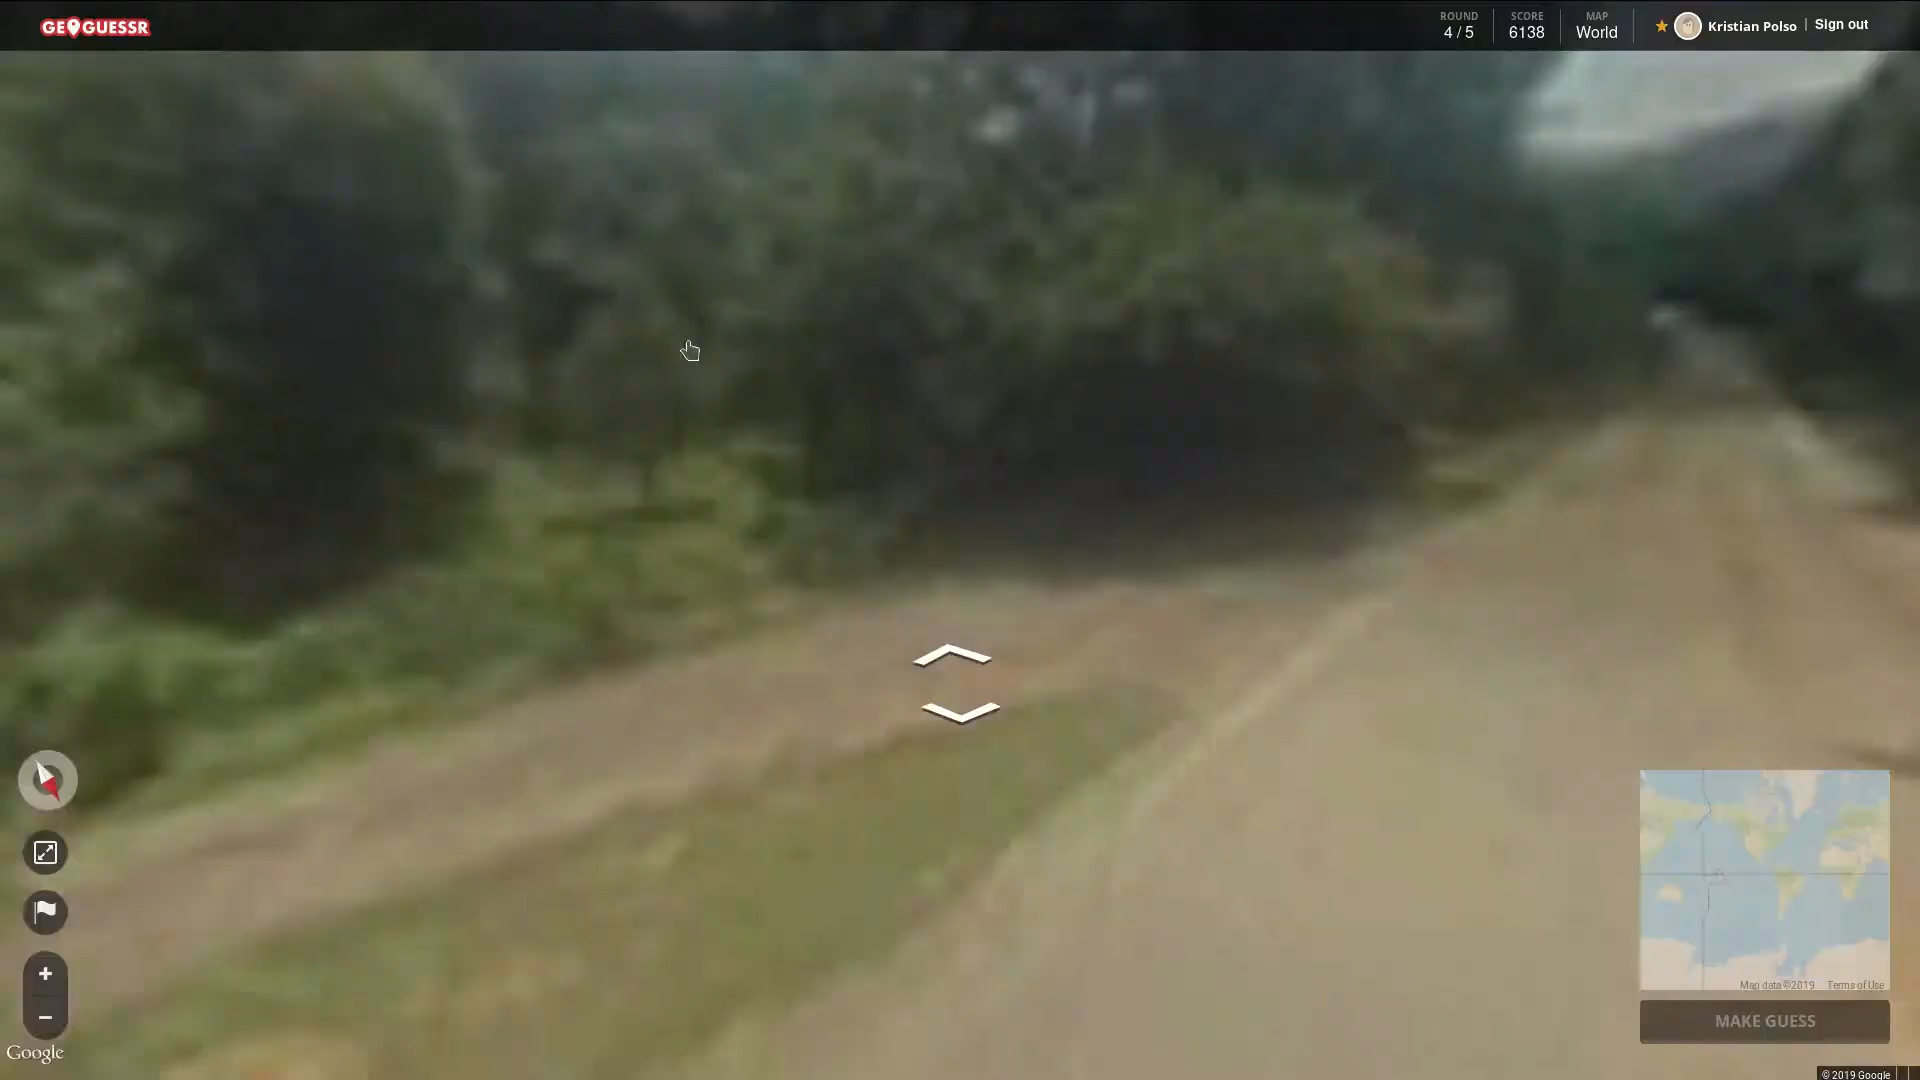 GEOGUESSR
ROUND
4 / 5
SCORE
6138
MAP
World
Kristian Polso
Sign out
Google
Map data ©2019
Terms of Use
MAKE GUESS
© 2019 Google